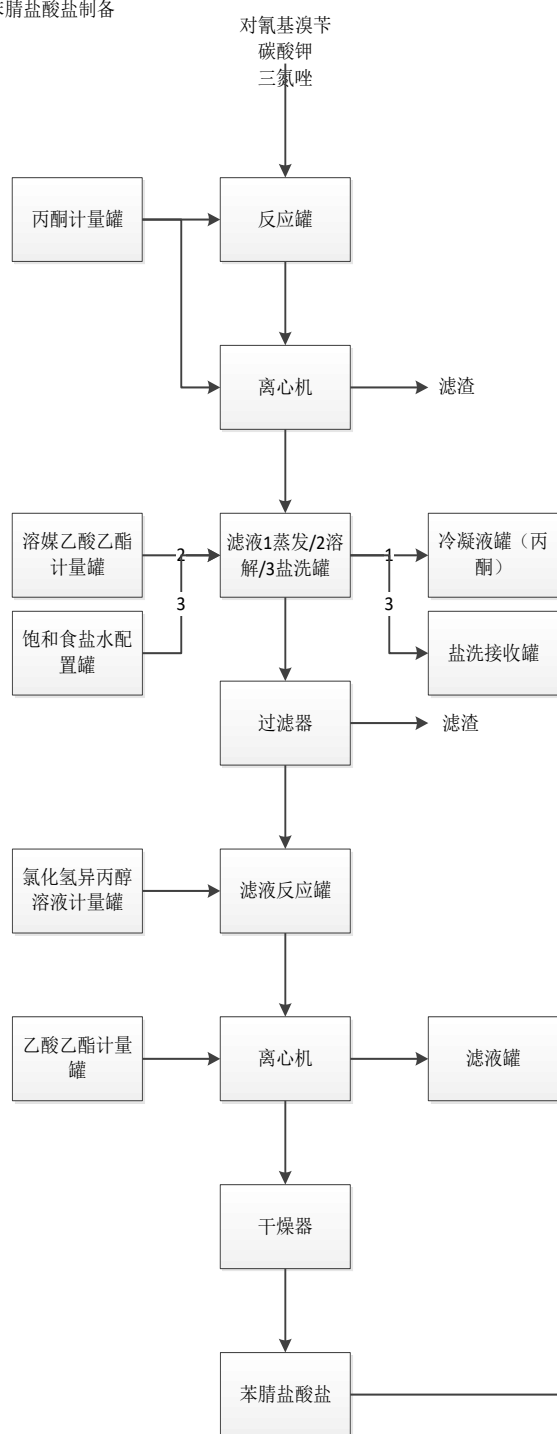 苯腈盐酸盐制备
对氰基溴苄
碳酸钾
三氮唑
丙酮计量罐
反应罐
离心机
滤渣
溶媒乙酸乙酯
计量罐
2
滤液1蒸发/2溶
解/3盐洗罐
1
冷凝液罐（丙
酮）
3
3
饱和食盐水配
置罐
盐洗接收罐
过滤器
滤渣
氯化氢异丙醇
溶液计量罐
滤液反应罐
乙酸乙酯计量
罐
离心机
滤液罐
干燥器
苯腈盐酸盐